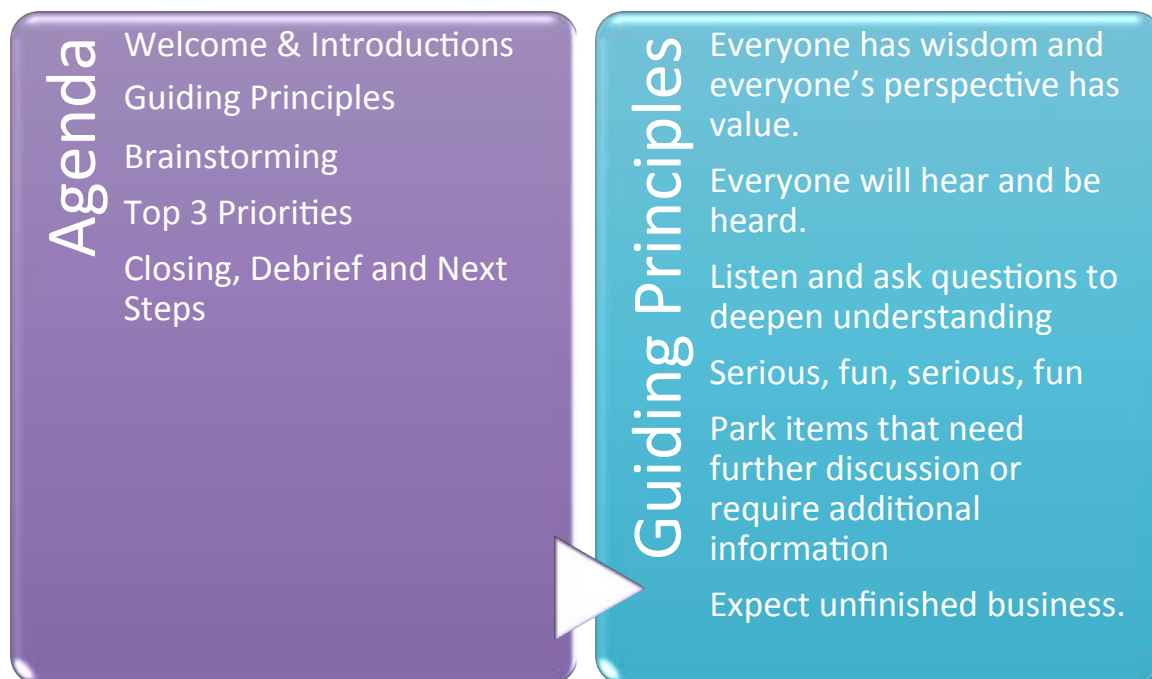 Agenda
Welcome & Introductions
Guiding Principles
Brainstorming
Top 3 Priorities
Closing, Debrief and Next
Steps
Guiding Principles
Everyone has wisdom and
everyone’s perspective has
value.
Everyone will hear and be
heard.
Listen and ask questions to
deepen understanding
Serious, fun, serious, fun
Park items that need
further discussion or
require additional
information
Expect unfinished business.